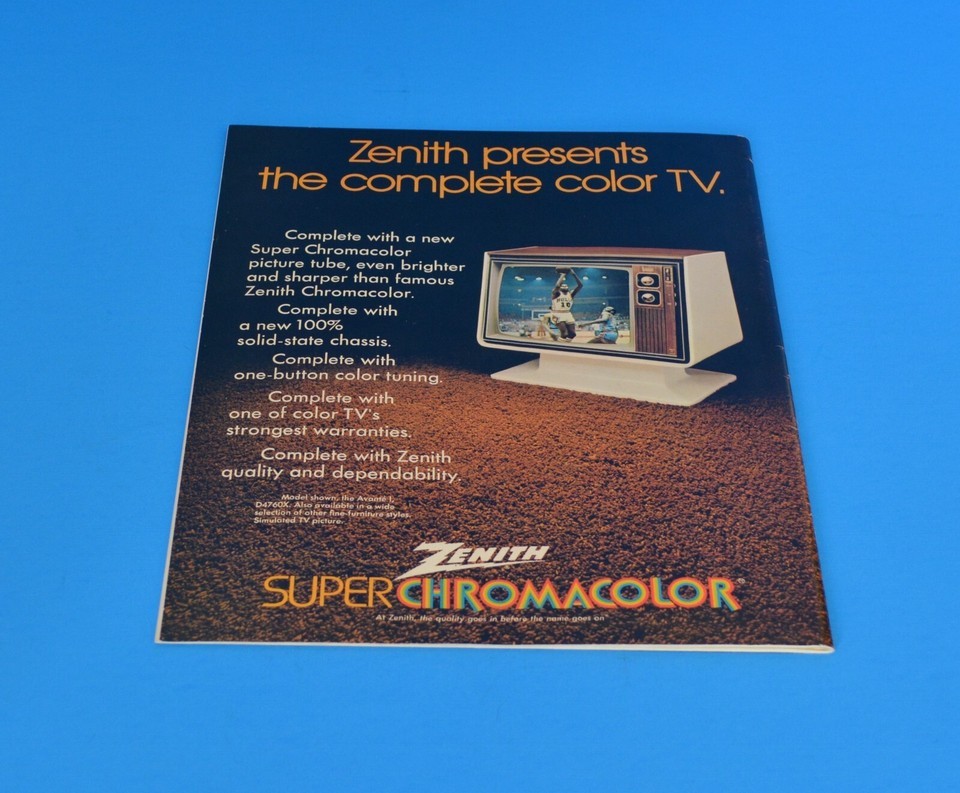 Zenith presents
the complete color TV.
Complete with a new
Super Chromacolor
picture tube, even brighter
and sharper than famous
Zenith Chromacolor.
Complete with
a new 100%
solid-state chassis.
Complete with
one-button color tuning.
Complete with
one of color TV's
strongest warranties.
Complete with Zenith
quality and dependability.
Model shown, the Avanté I,
D4760X. Also available in a wide
selection of other fine-furniture styles.
Simulated TV picture.
ZENITH
SUPER CHROMACOLOR®
At Zenith, the quality goes in before the name goes on®